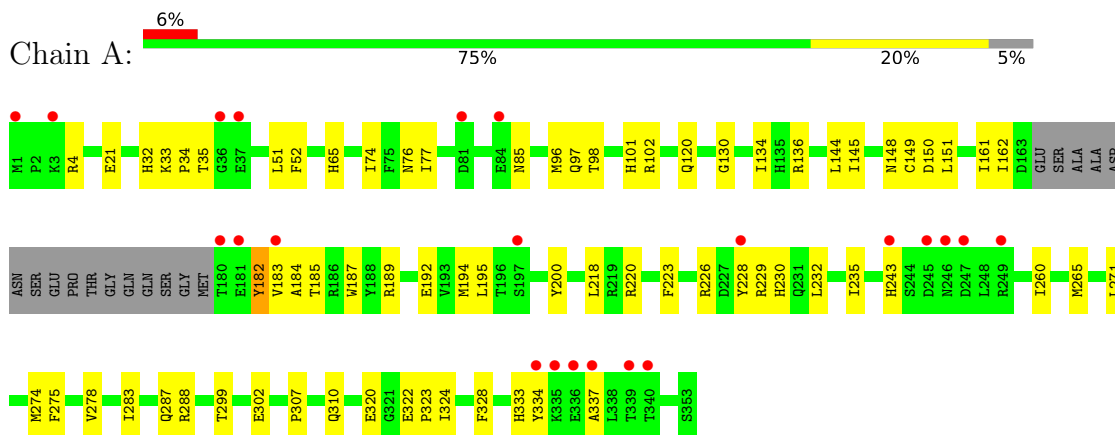 6%
Chain A:
75% 20% 5%
M1 P2 K3 R4 E21 H32 K33 P34 T35 G36 E37 L51 F52 H65 I74 F75 N76 I77 D81 E84 N85 M96 Q97 T98 H101 R102 Q120 G130 I134 H135 R136 L144 I145 N148 C149 D150 L151 I161 I162 D163 GLU SER ALA ALA ASP
ASN SER GLU PRO THR GLY GLN GLN SER GLY MET T180 E181 Y182 V183 A184 T185 R186 W187 Y188 R189 E192 V193 M194 L195 T196 S197 Y200 L218 R219 R220 F223 R226 D227 Y228 R229 H230 Q231 L232 I235 H243 S244 D245 N246 D247 L248 R249 I260 M265 L271
M274 F275 V278 I283 Q287 R288 T299 E302 P307 Q310 E320 G321 E322 P323 I324 F328 H333 Y334 K335 E336 A337 L338 T339 T340 S353